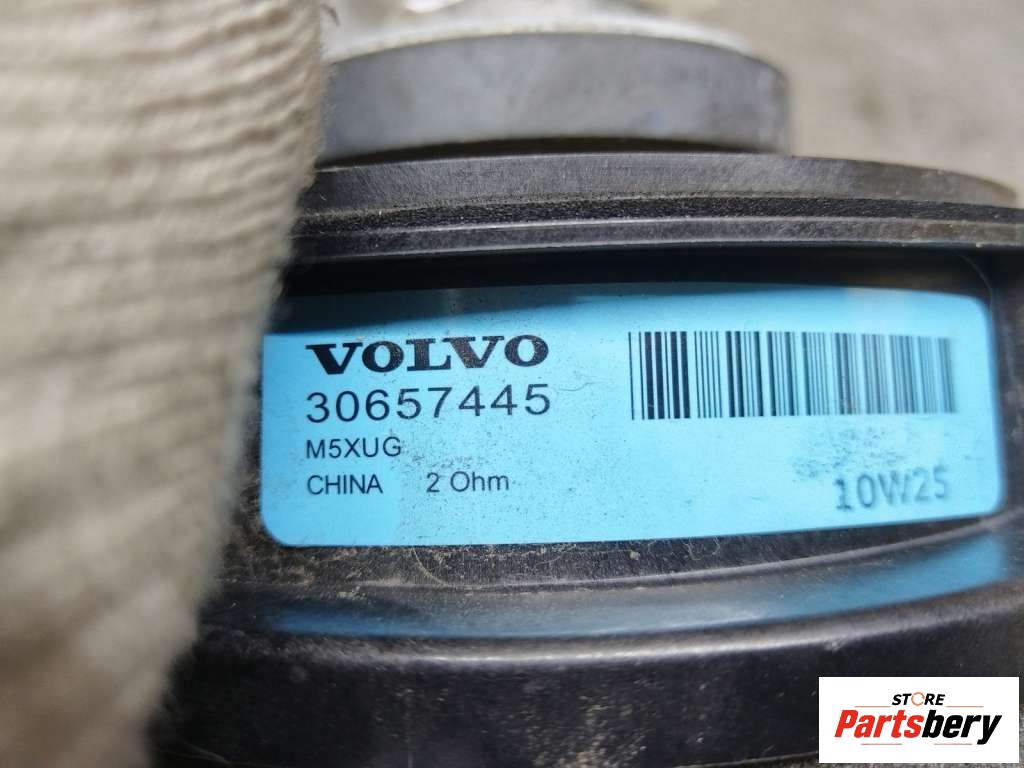 VOLVO
30657445
M5XUG
CHINA 2 Ohm
10W25
STORE
Partsbery